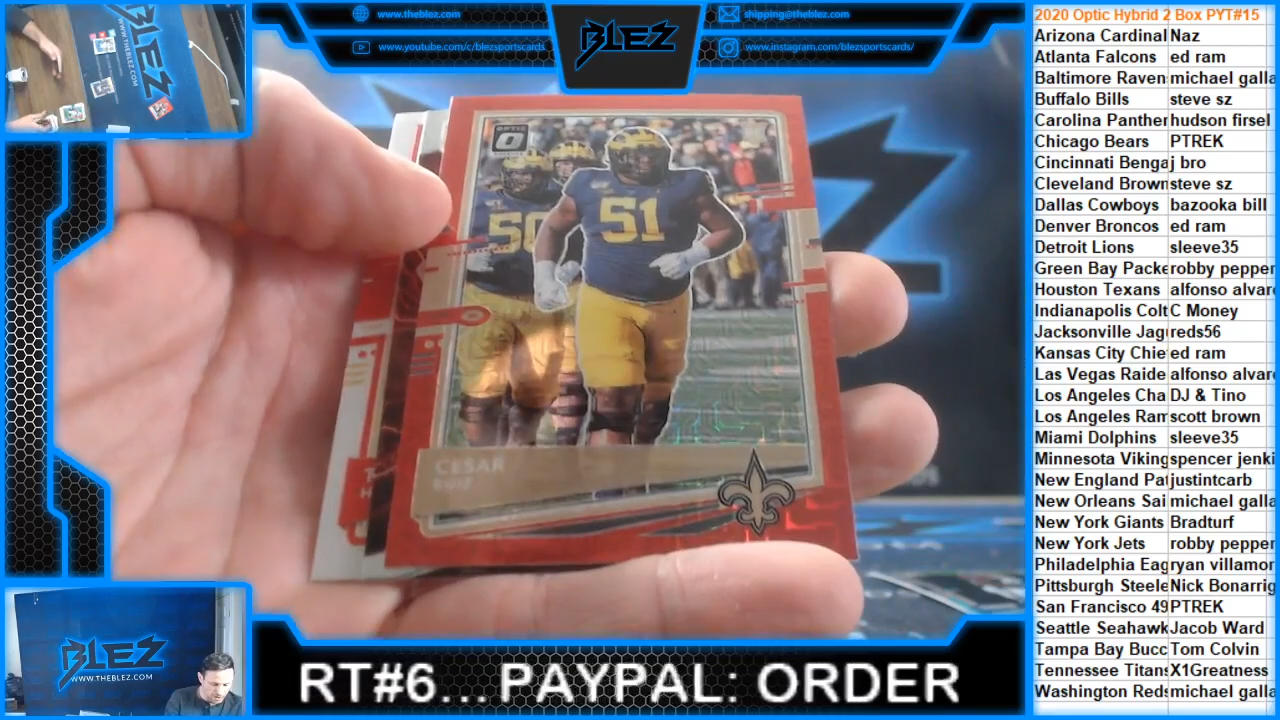 www.theblez.com
www.youtube.com/c/blezsportscards/
BLEZ
shipping@theblez.com
www.instagram.com/blezsportscards/
BLEZ
WWW.THEBLEZ.COM
OPTIC
50
51
CESAR
RUIZ
BLEZ
WWW.THEBLEZ.COM
RT#6... PAYPAL: ORDER
2020 Optic Hybrid 2 Box PYT#15
Arizona Cardinal Naz
Atlanta Falcons ed ram
Baltimore Raven michael galla
Buffalo Bills steve sz
Carolina Panther hudson firsel
Chicago Bears PTREK
Cincinnati Benga j bro
Cleveland Brown steve sz
Dallas Cowboys bazooka bill
Denver Broncos ed ram
Detroit Lions sleeve35
Green Bay Packe robby pepper
Houston Texans alfonso alvar
Indianapolis Colt C Money
Jacksonville Jag reds56
Kansas City Chie ed ram
Las Vegas Raide alfonso alvar
Los Angeles Cha DJ & Tino
Los Angeles Ram scott brown
Miami Dolphins sleeve35
Minnesota Viking spencer jenki
New England Pa justintcarb
New Orleans Sai michael galla
New York Giants Bradturf
New York Jets robby pepper
Philadelphia Eag ryan villamor
Pittsburgh Steele Nick Bonarrig
San Francisco 49 PTREK
Seattle Seahawk Jacob Ward
Tampa Bay Bucc Tom Colvin
Tennessee Titans X1Greatness
Washington Reds michael galla